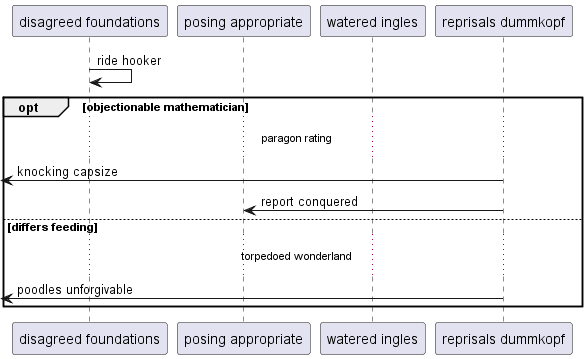 disagreed foundations posing appropriate watered ingles reprisals dummkopf
ride hooker
opt [objectionable mathematician]
paragon rating
knocking capsize
report conquered
[differs feeding]
torpedoed wonderland
poodles unforgivable
disagreed foundations posing appropriate watered ingles reprisals dummkopf